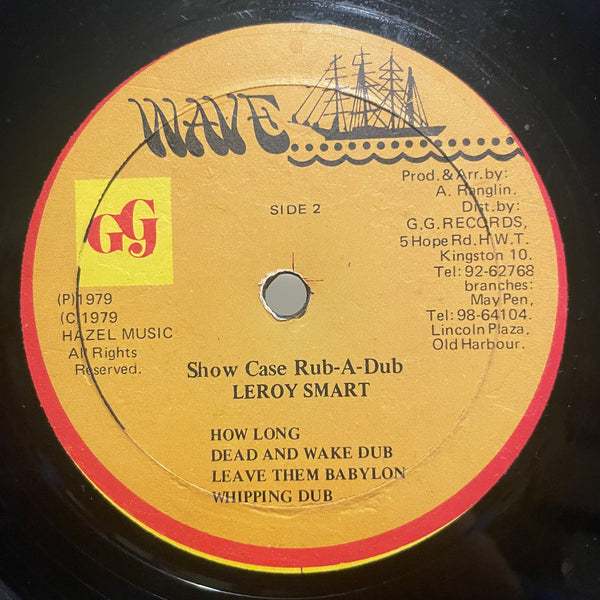 WAVE
Prod. & Arr. by:
A. Ranglin.
Dist. by:
G.G. RECORDS,
5 Hope Rd. H.W.T.
Kingston 10.
Tel: 92-62768
branches:
May Pen,
Tel: 98-64104.
Lincoln Plaza,
Old Harbour.
SIDE 2
GG
(P) 1979
(C) 1979
HAZEL MUSIC
All Rights
Reserved.
Show Case Rub-A-Dub
LEROY SMART
HOW LONG
DEAD AND WAKE DUB
LEAVE THEM BABYLON
WHIPPING DUB